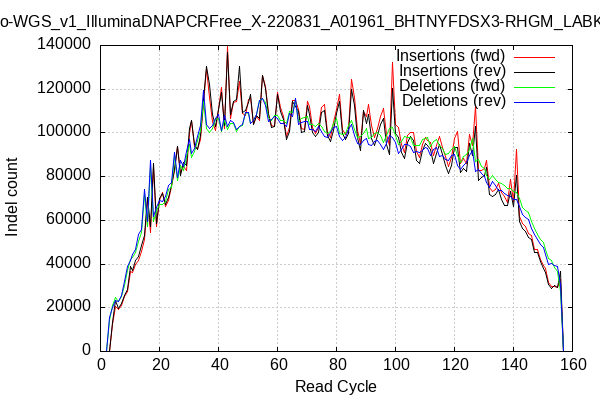 o-WGS_v1_IlluminaDNAPCRFree_X-220831_A01961_BHTNYFDSX3-RHGM_LABK
140000
120000
100000
80000
60000
40000
20000
0
Indel count
Insertions (fwd)
Insertions (rev)
Deletions (fwd)
Deletions (rev)
0 20 40 60 80 100 120 140 160
Read Cycle